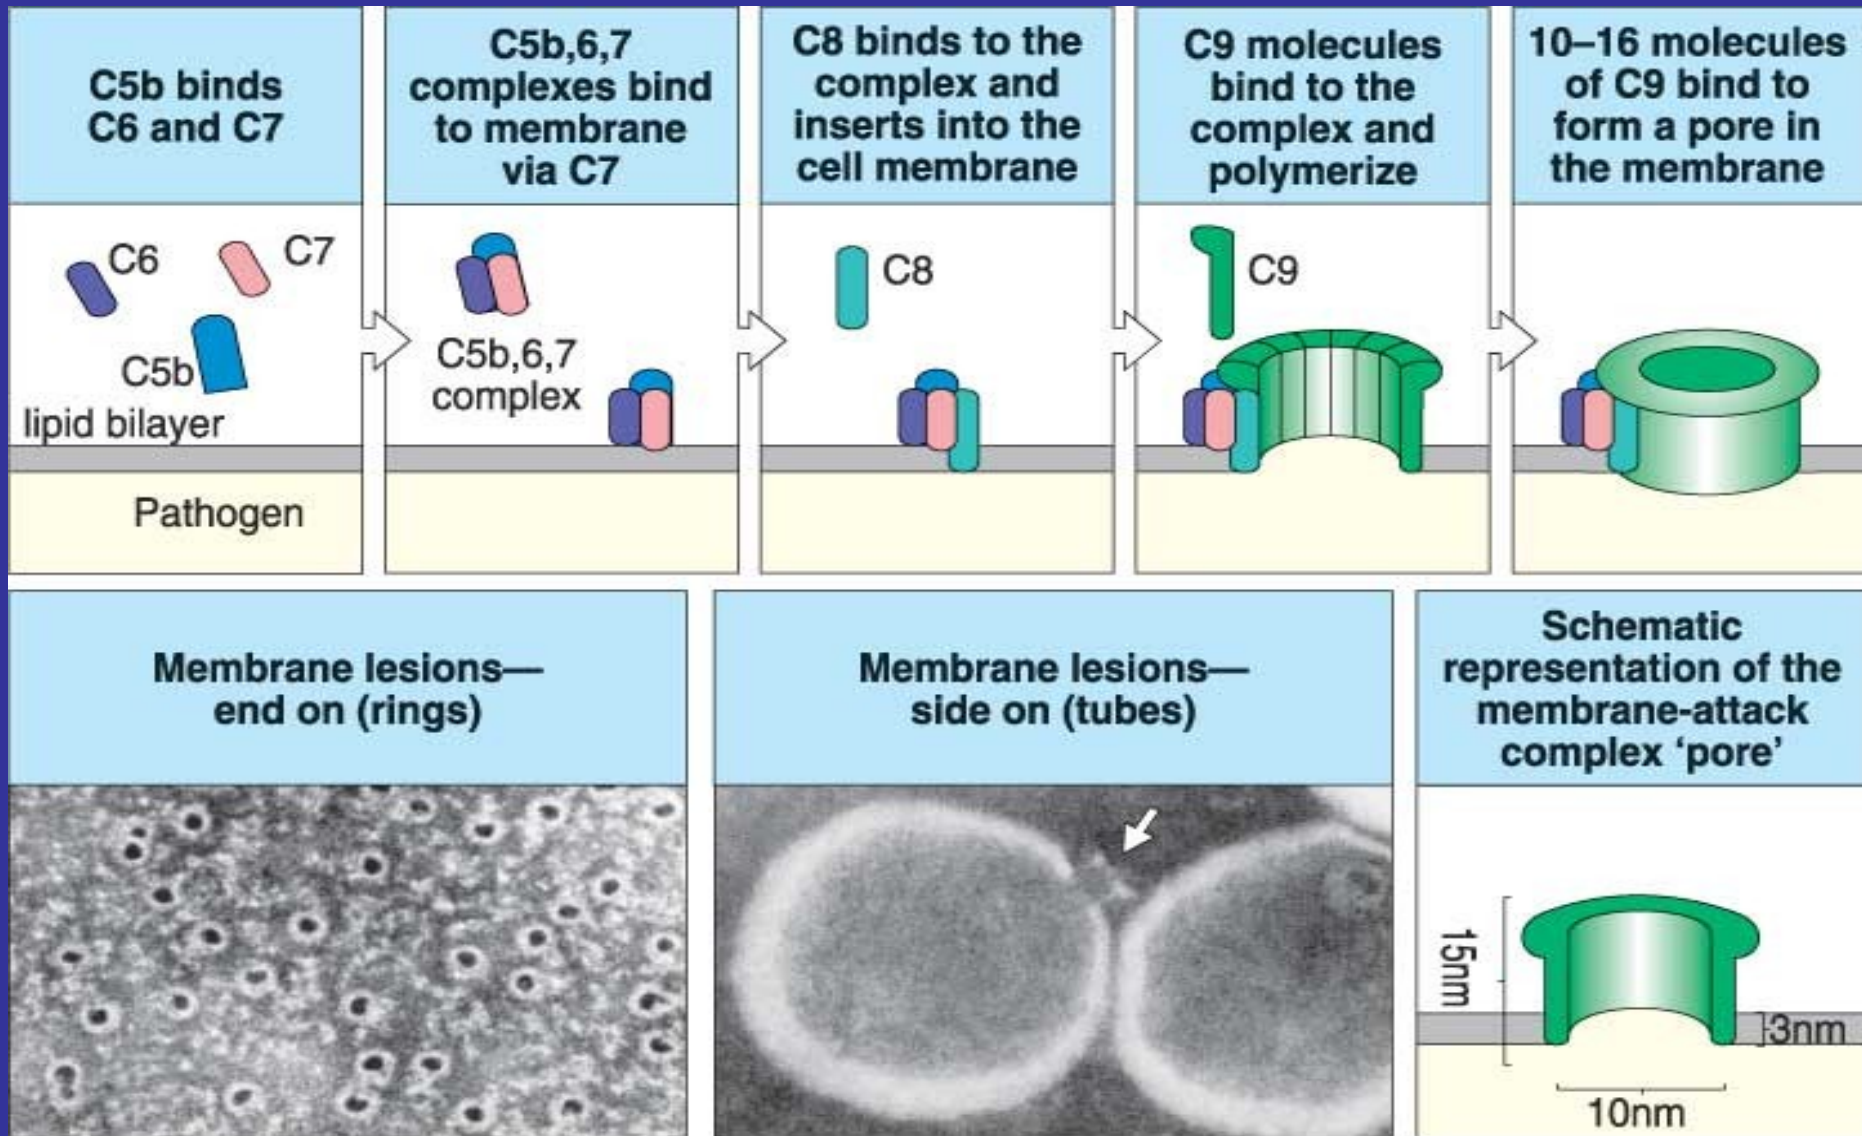 C5b binds
C6 and C7
C5b,6,7
complexes bind
to membrane
via C7
C8 binds to the
complex and
inserts into the
cell membrane
C9 molecules
bind to the
complex and
polymerize
10–16 molecules
of C9 bind to
form a pore in
the membrane
C6
C7
C5b
lipid bilayer
Pathogen
C5b,6,7
complex
C8
C9
Membrane lesions—
end on (rings)
Membrane lesions—
side on (tubes)
Schematic
representation of the
membrane-attack
complex ‘pore’
15nm
3nm
10nm